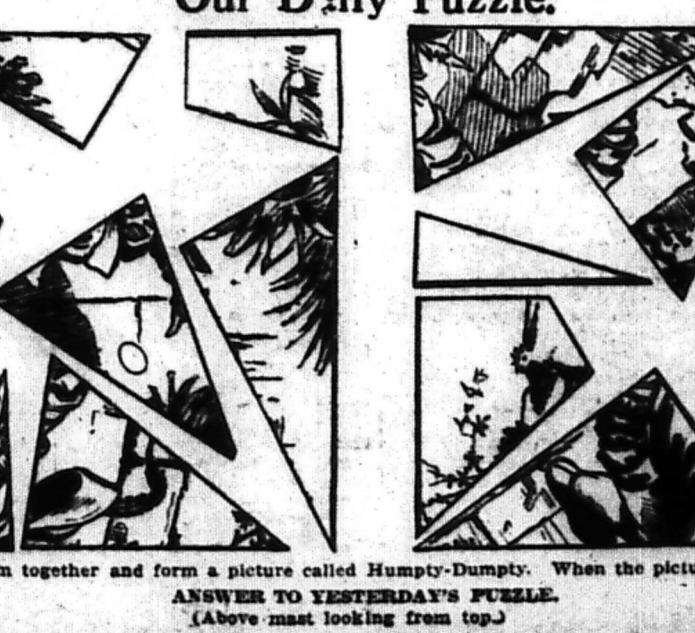 Our Daily Puzzle.
m together and form a picture called Humpty-Dumpty. When the pictu
ANSWER TO YESTERDAY'S PUZZLE.
(Above mast looking from top.)